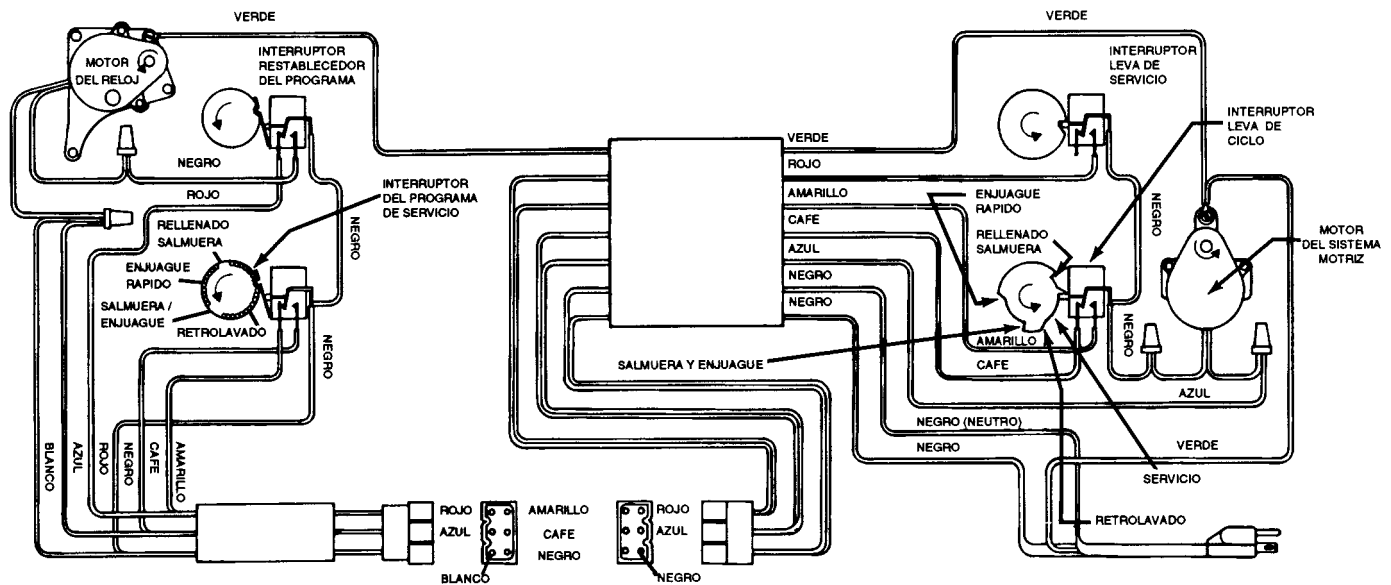 VERDE
MOTOR
DEL RELOJ
INTERRUPTOR
RESTABLECEDOR
DEL PROGRAMA
NEGRO
ROJO
INTERRUPTOR
DEL PROGRAMA
DE SERVICIO
NEGRO
RELLENADO
SALMUERA
ENJUAGUE
RAPIDO
SALMUERA /
ENJUAGUE
RETROLAVADO
NEGRO
BLANCO
AZUL
ROJO
NEGRO
CAFE
AMARILLO
ROJO
AZUL
NEGRO
BLANCO
AMARILLO
CAFE
NEGRO
ROJO
AZUL
NEGRO
VERDE
ROJO
AMARILLO
CAFE
AZUL
NEGRO
NEGRO
VERDE
INTERRUPTOR
LEVA DE
SERVICIO
INTERRUPTOR
LEVA DE
CICLO
ENJUAGUE
RAPIDO
RELLENADO
SALMUERA
NEGRO
MOTOR
DEL SISTEMA
MOTRIZ
SALMUERA Y ENJUAGUE
AMARILLO
CAFE
NEGRO
AZUL
NEGRO (NEUTRO)
NEGRO
VERDE
SERVICIO
RETROLAVADO